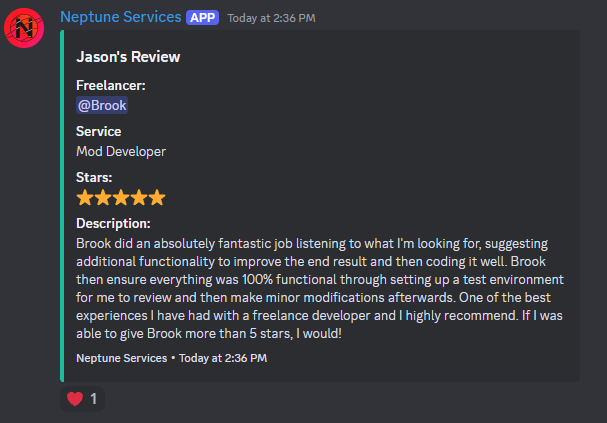 Neptune Services APP Today at 2:36 PM
Jason's Review
Freelancer:
@Brook
Service
Mod Developer
Stars:
⭐⭐⭐⭐⭐
Description:
Brook did an absolutely fantastic job listening to what I'm looking for, suggesting
additional functionality to improve the end result and then coding it well. Brook
then ensure everything was 100% functional through setting up a test environment
for me to review and then make minor modifications afterwards. One of the best
experiences I have had with a freelance developer and I highly recommend. If I was
able to give Brook more than 5 stars, I would!
Neptune Services • Today at 2:36 PM
❤️ 1